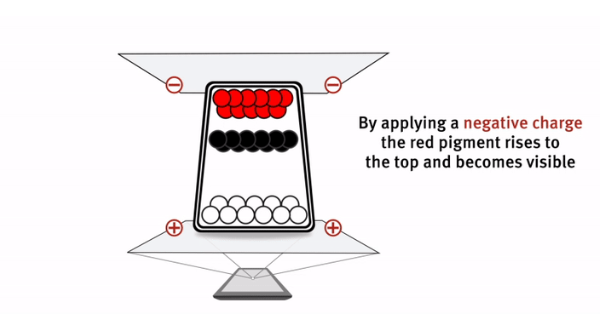 By applying a negative charge
the red pigment rises to
the top and becomes visible